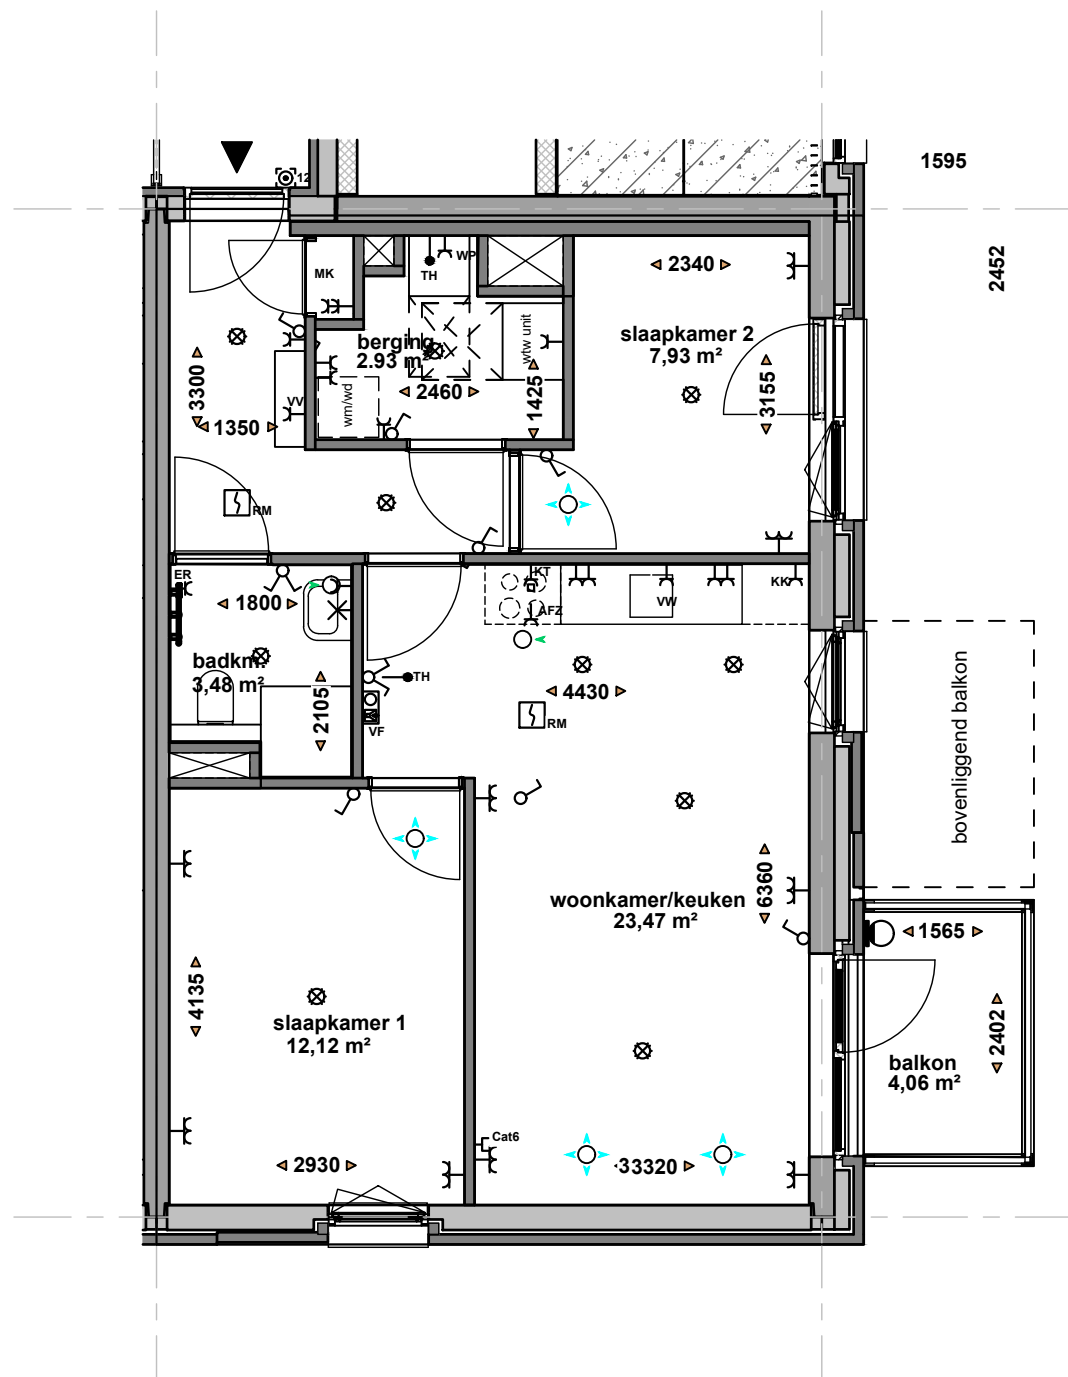 1595
12
2452
WP
TH
MK
2340
slaapkamer 2
7,93 m²
berging
2.93 m²
wtw unit
3300
3155
2460
1425
wm/wd
VV
1350
RM
ER
KT
AFZ
VW
KK
1800
badkm.
3,48 m²
TH
4430
2105
VF
RM
bovenliggend balkon
6360
woonkamer/keuken
23,47 m²
1565
4135
slaapkamer 1
12,12 m²
2402
balkon
4,06 m²
Cat6
2930
33320